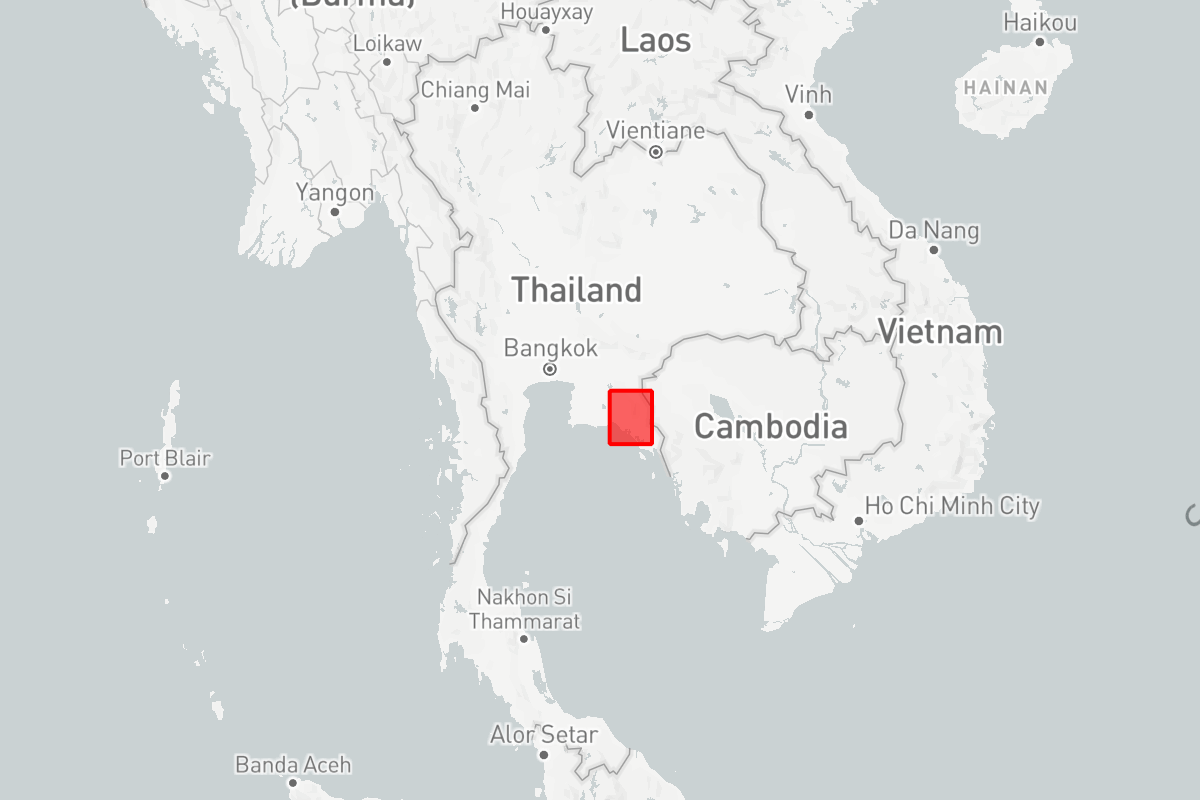 (Burma)
Houayxay
Haikou
Loikaw
Laos
Chiang Mai
HAINAN
Vinh
Vientiane
Yangon
Da Nang
Thailand
Vietnam
Bangkok
Cambodia
Port Blair
Ho Chi Minh City
Nakhon Si
Thammarat
Alor Setar
Banda Aceh